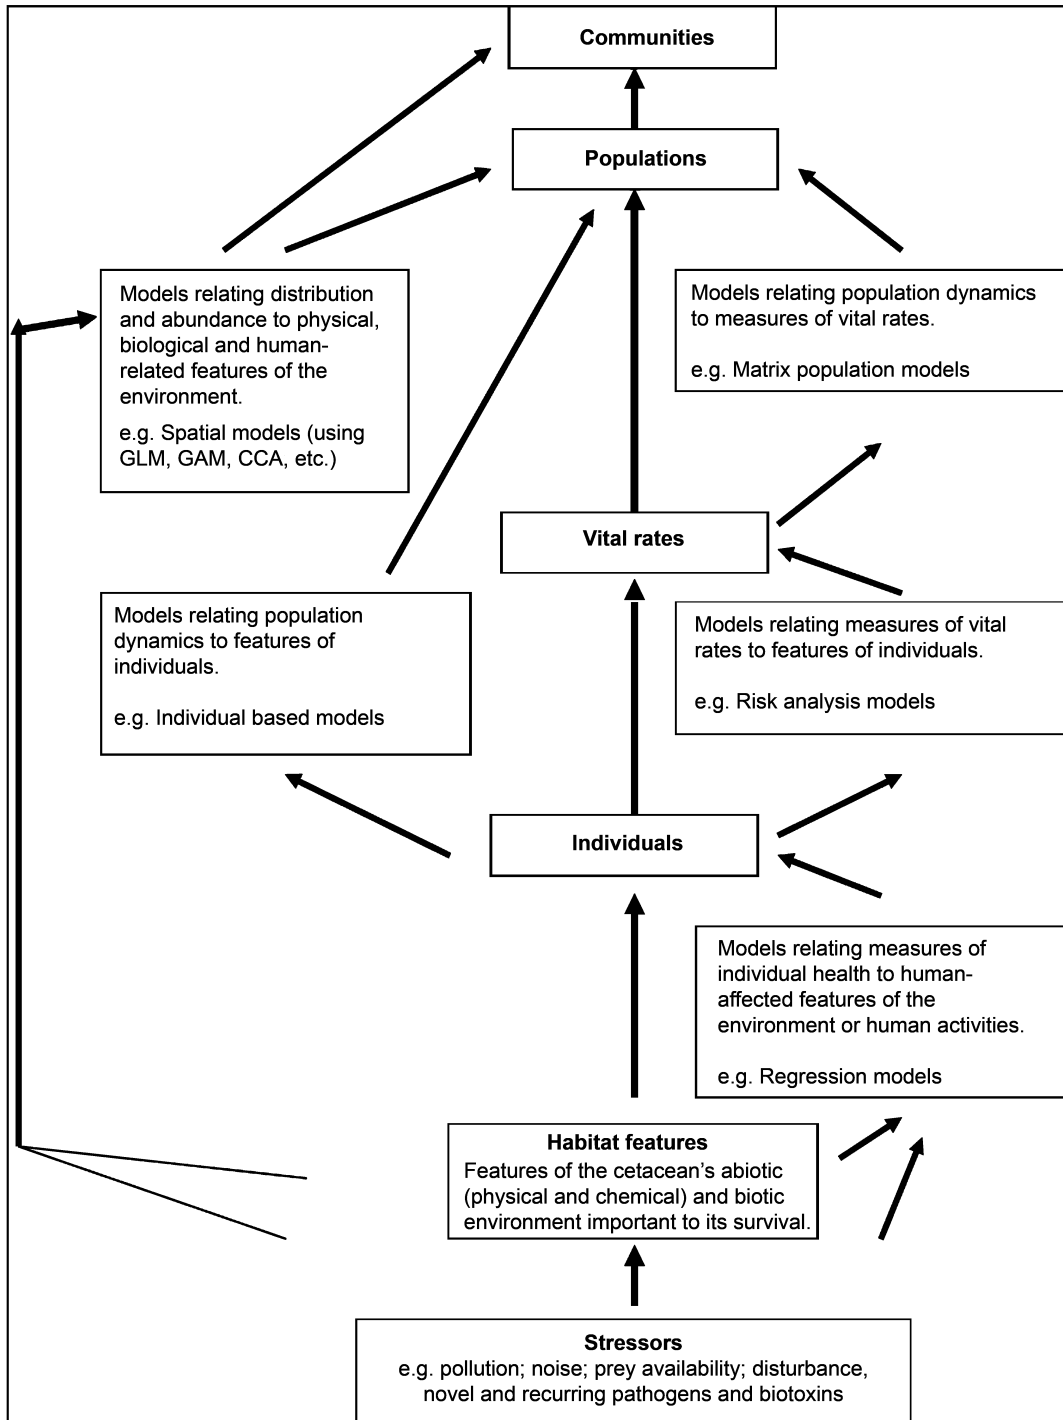 Communities
Populations
Models relating distribution
and abundance to physical,
biological and human-
related features of the
environment.
e.g. Spatial models (using
GLM, GAM, CCA, etc.)
Models relating population dynamics
to measures of vital rates.
e.g. Matrix population models
Vital rates
Models relating population
dynamics to features of
individuals.
e.g. Individual based models
Models relating measures of vital
rates to features of individuals.
e.g. Risk analysis models
Individuals
Models relating measures of
individual health to human-
affected features of the
environment or human activities.
e.g. Regression models
Habitat features
Features of the cetacean’s abiotic
(physical and chemical) and biotic
environment important to its survival.
Stressors
e.g. pollution; noise; prey availability; disturbance,
novel and recurring pathogens and biotoxins